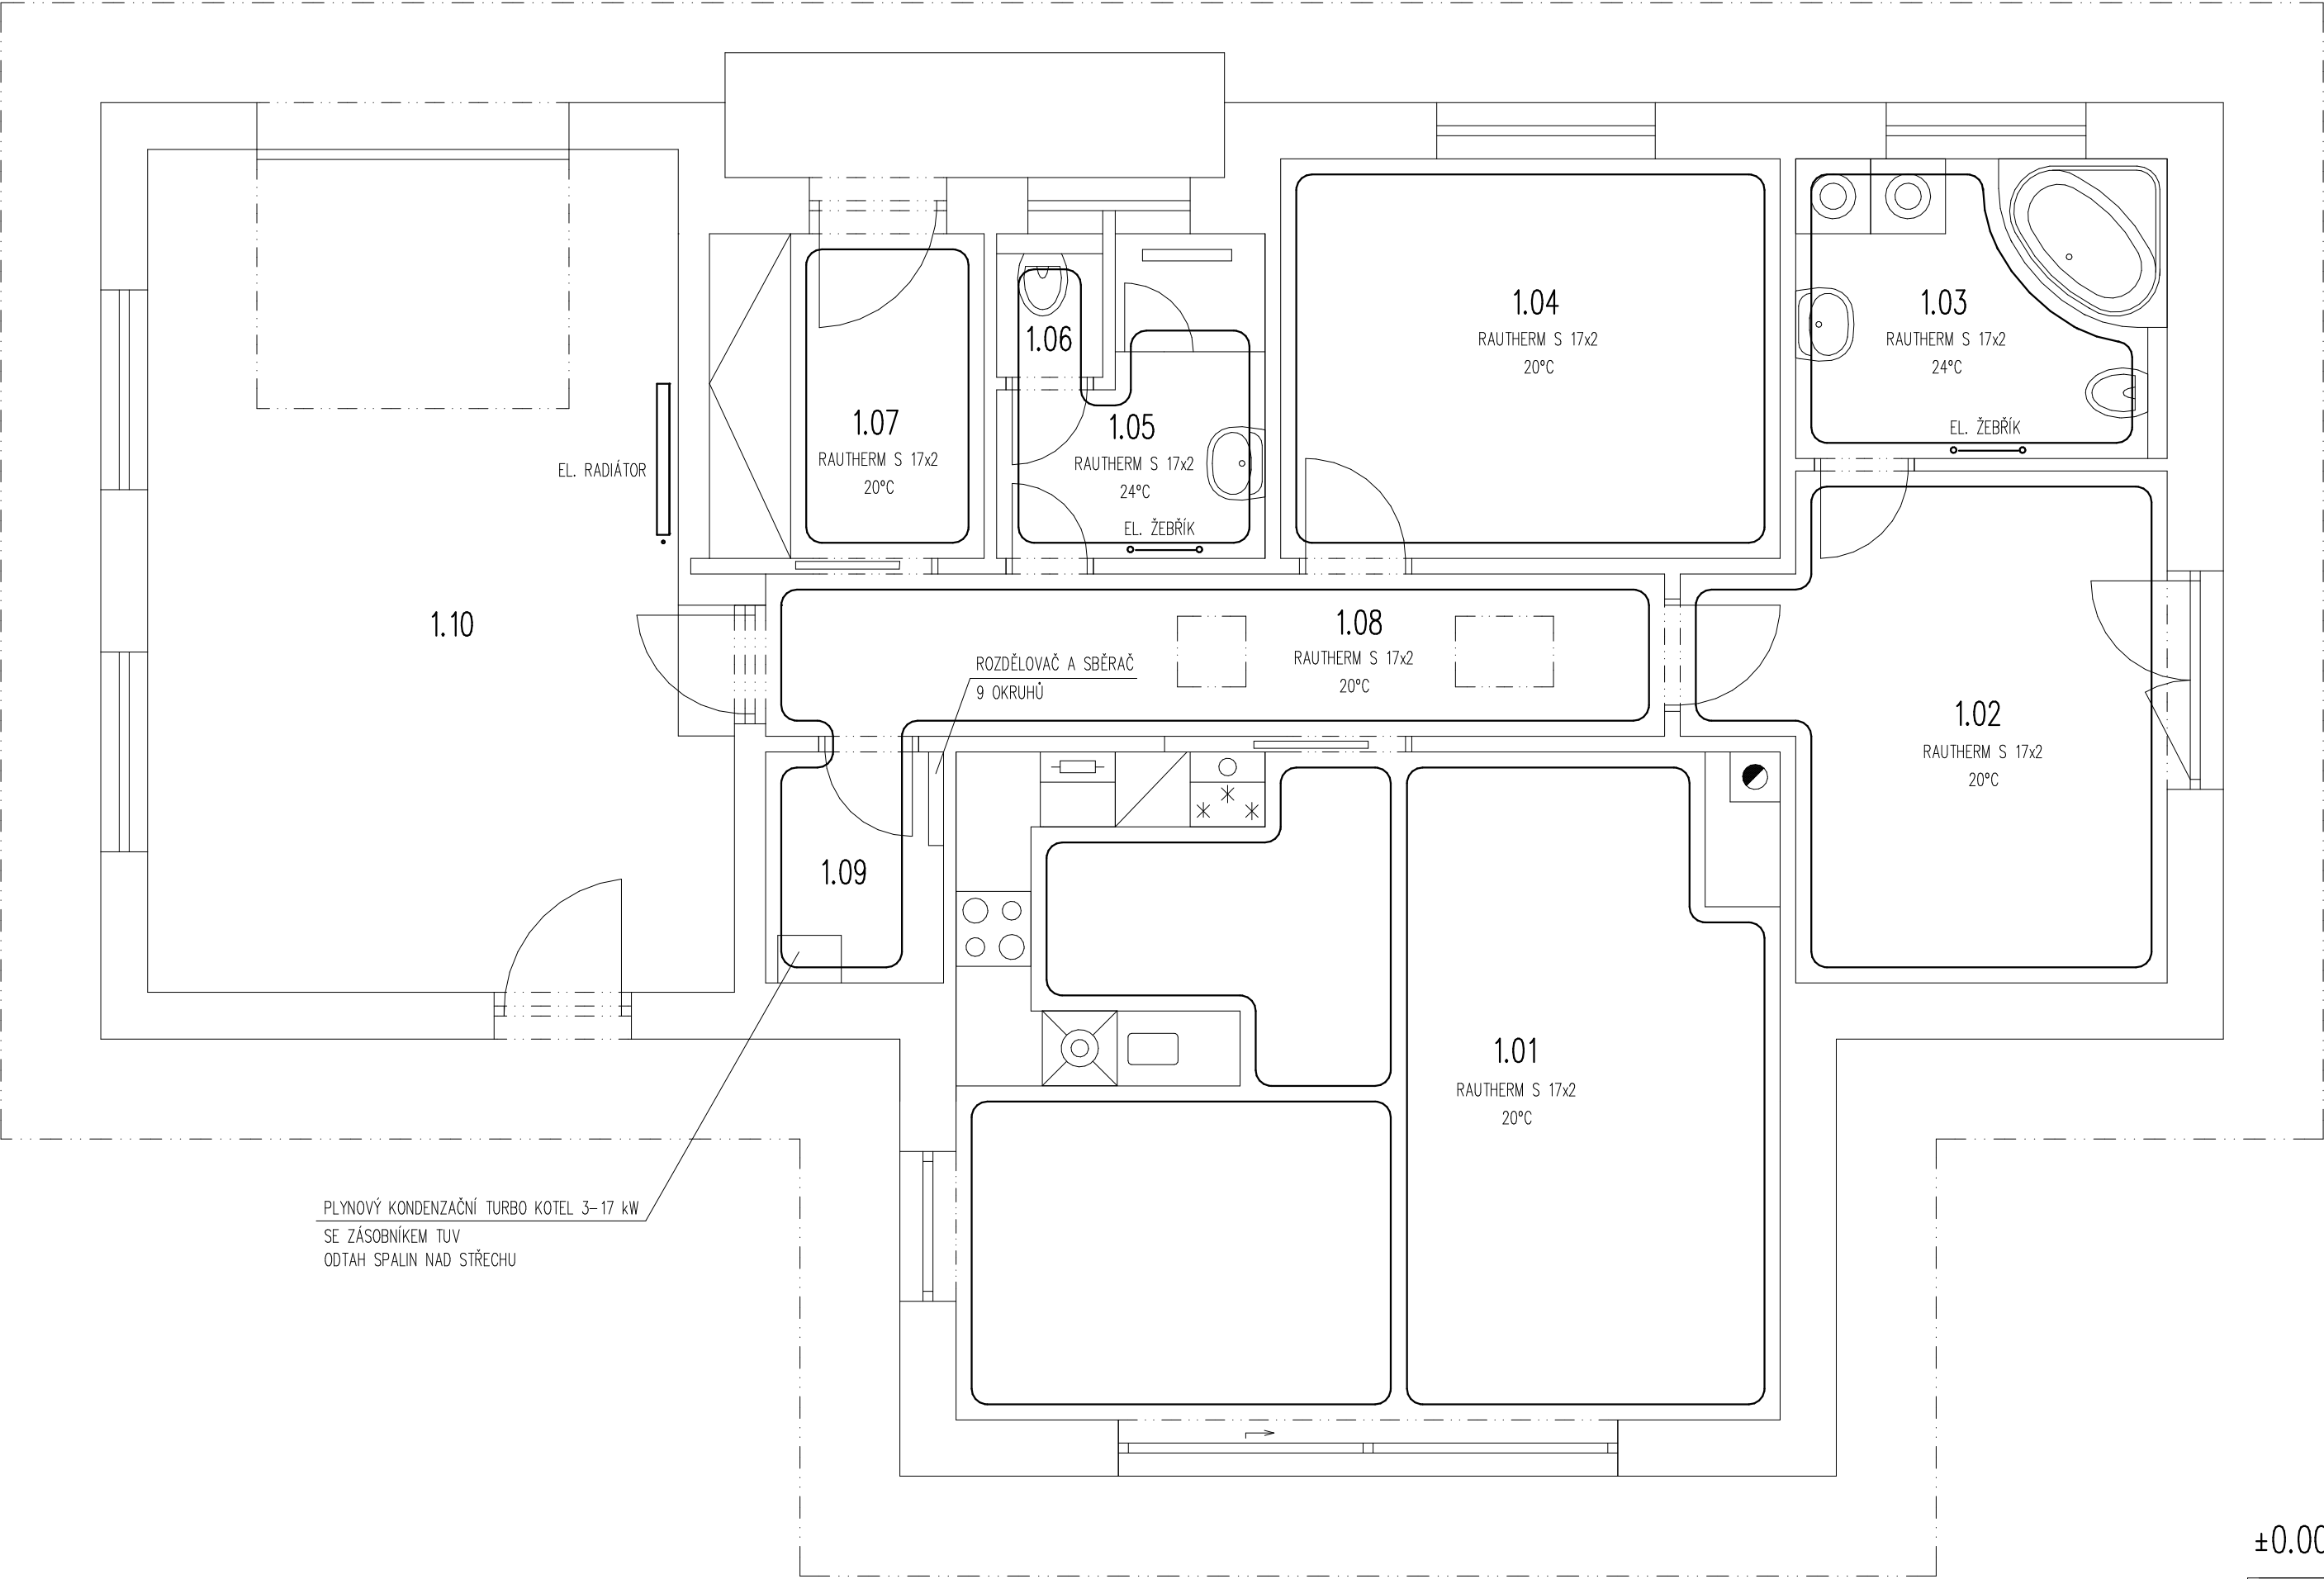 1.04
RAUTHERM S 17x2
20°C
1.03
RAUTHERM S 17x2
24°C
EL. ŽEBŘÍK
1.06
1.07
RAUTHERM S 17x2
20°C
1.05
RAUTHERM S 17x2
24°C
EL. ŽEBŘÍK
EL. RADIÁTOR
1.10
1.08
RAUTHERM S 17x2
20°C
ROZDĚLOVAČ A SBĚRAČ
9 OKRUHŮ
1.02
RAUTHERM S 17x2
20°C
1.09
1.01
RAUTHERM S 17x2
20°C
PLYNOVÝ KONDENZAČNÍ TURBO KOTEL 3-17 kW
SE ZÁSOBNÍKEM TUV
ODTAH SPALIN NAD STŘECHU
±0.00